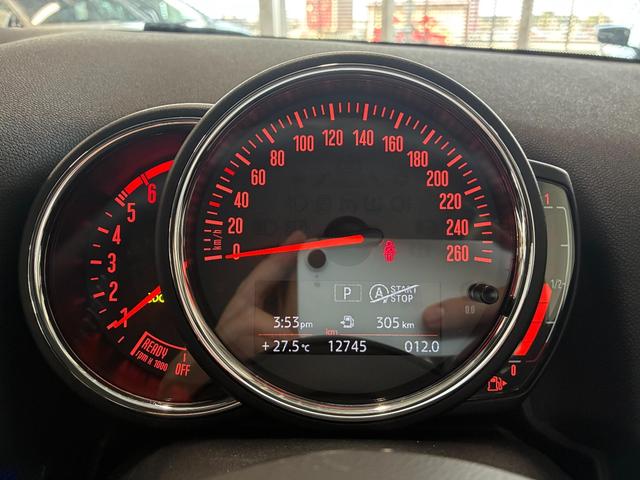 0 20 40 60 80 100 120 140 160 180 200 220 240 260
km/h
1 2 3 4 5 6
READY
rpm x 1000
OFF
1
1/2
0
0.0
P
A START
STOP
3:53pm
305 km
km
+27.5°C 12745 012.0